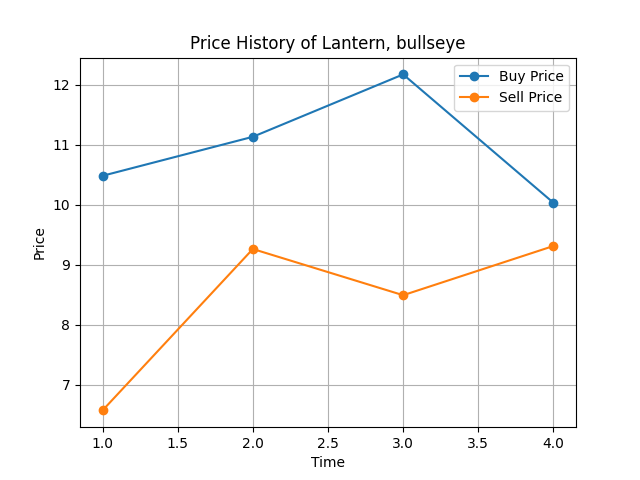 Price History of Lantern, bullseye
Buy Price
Sell Price
Price
12
11
10
9
8
7
1.0 1.5 2.0 2.5 3.0 3.5 4.0
Time